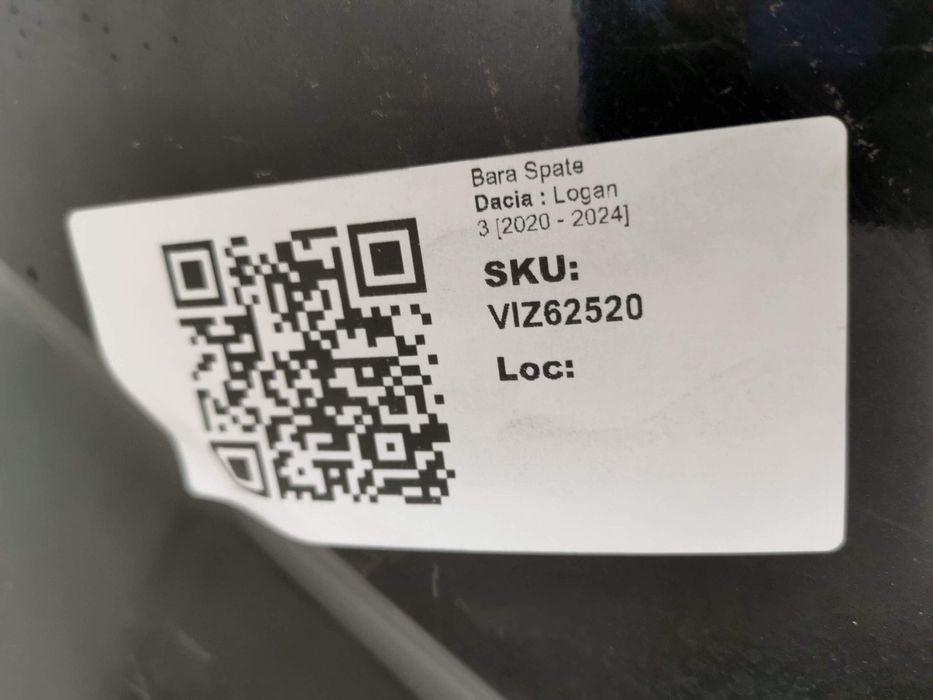 Bara Spate
Dacia : Logan
3 [2020 - 2024]
SKU:
VIZ62520
Loc: